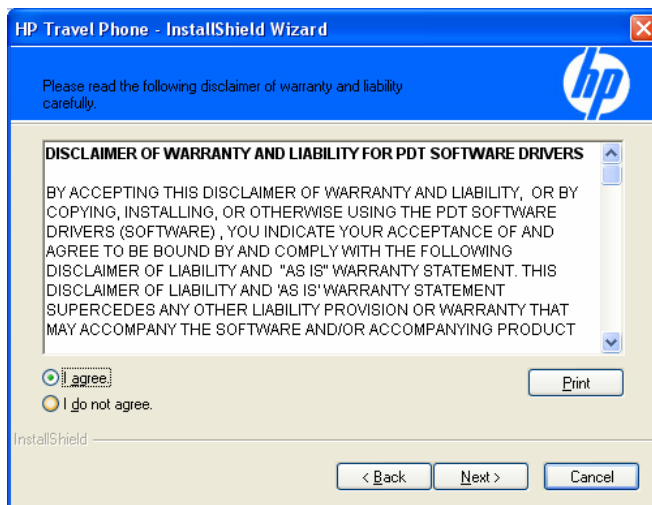 HP Travel Phone - InstallShield Wizard
Please read the following disclaimer of warranty and liability
carefully.
hp
DISCLAIMER OF WARRANTY AND LIABILITY FOR PDT SOFTWARE DRIVERS
BY ACCEPTING THIS DISCLAIMER OF WARRANTY AND LIABILITY, OR BY
COPYING, INSTALLING, OR OTHERWISE USING THE PDT SOFTWARE
DRIVERS (SOFTWARE) , YOU INDICATE YOUR ACCEPTANCE OF AND
AGREE TO BE BOUND BY AND COMPLY WITH THE FOLLOWING
DISCLAIMER OF LIABILITY AND "AS IS" WARRANTY STATEMENT. THIS
DISCLAIMER OF LIABILITY AND 'AS IS' WARRANTY STATEMENT
SUPERCEDES ANY OTHER LIABILITY PROVISION OR WARRANTY THAT
MAY ACCOMPANY THE SOFTWARE AND/OR ACCOMPANYING PRODUCT
I agree.
Print
I do not agree.
InstallShield
< Back
Next >
Cancel